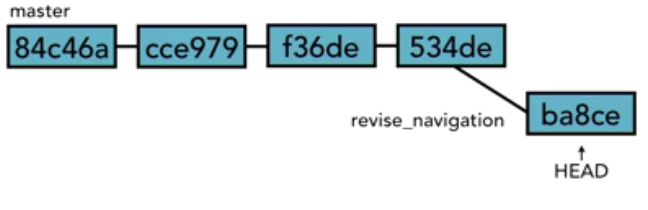 master
84c46a
cce979
f36de
534de
revise_navigation
ba8ce
HEAD